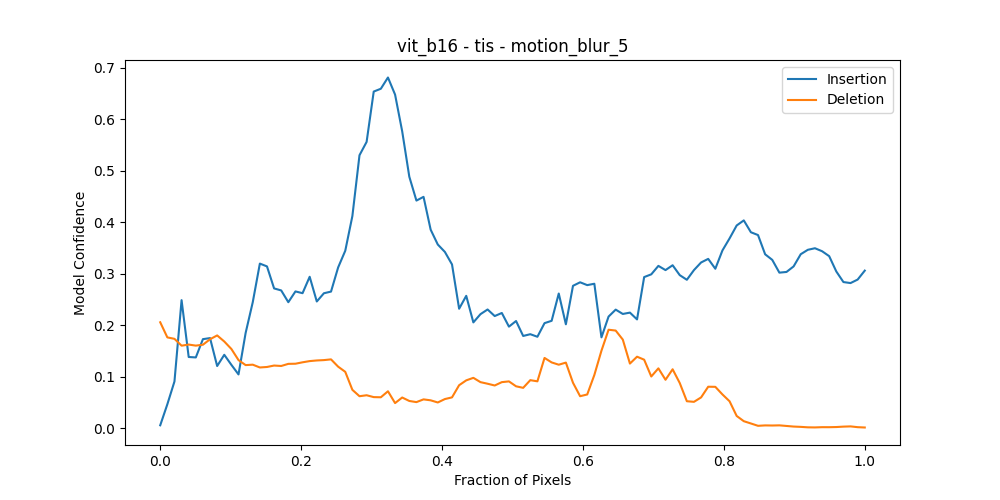 vit_b16 - tis - motion_blur_5
Insertion
Deletion
Model Confidence
0.7
0.6
0.5
0.4
0.3
0.2
0.1
0.0
0.0 0.2 0.4 0.6 0.8 1.0
Fraction of Pixels